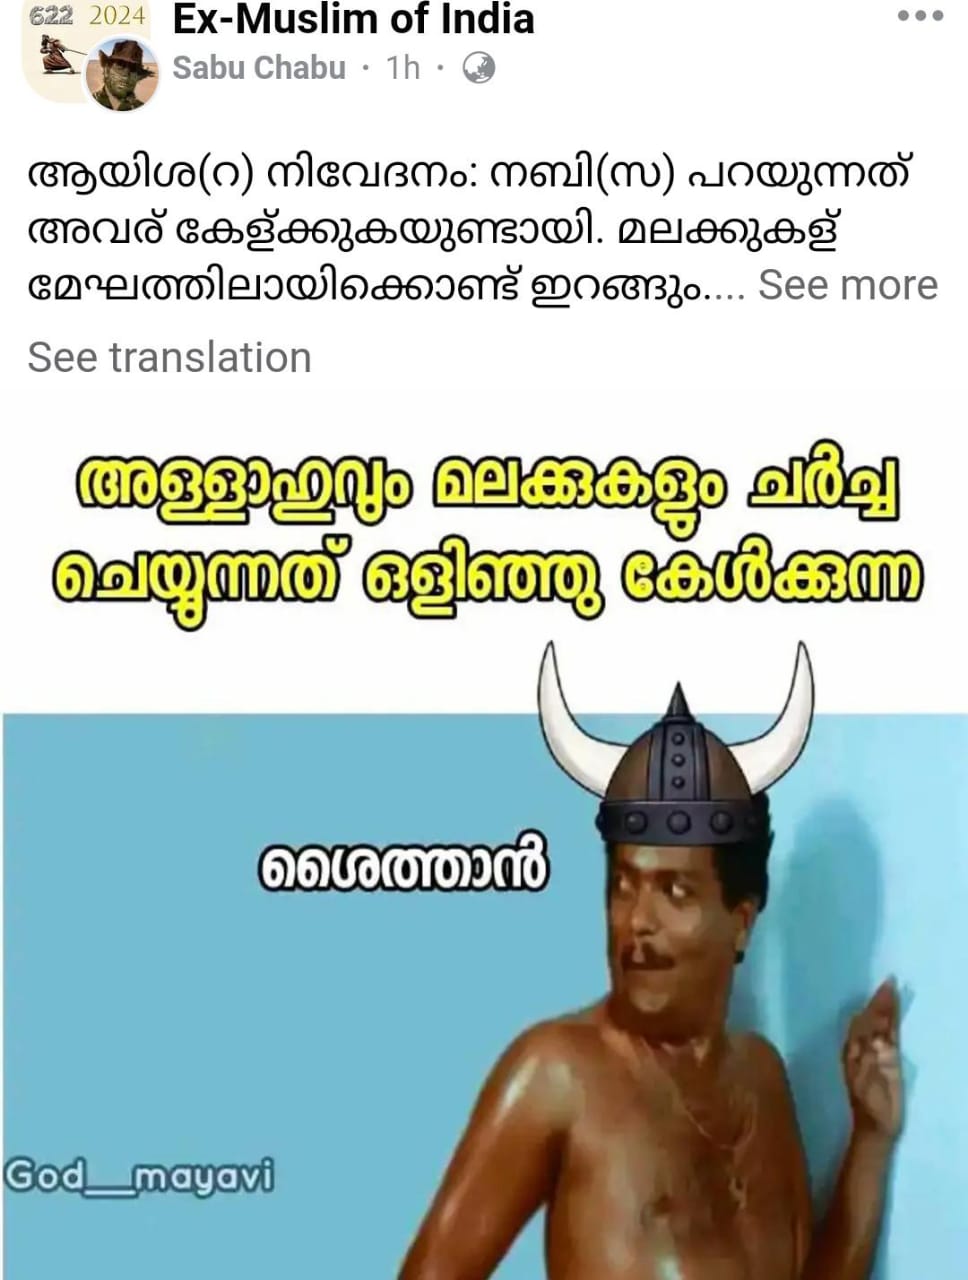 622 2024
Ex-Muslim of India
Sabu Chabu · 1h ·
ആയിശ(റ) നിവേദനം: നബി(സ) പറയുന്നത്
അവര് കേള്ക്കുകയുണ്ടായി. മലക്കുകള്
മേഘത്തിലായിക്കൊണ്ട് ഇറങ്ങും.... See more
See translation
അള്ളാഹുവും മലക്കുകളും ചർച്ച
ചെയ്യുന്നത് ഒളിഞ്ഞു കേൾക്കുന്ന
ശൈത്താൻ
God__mayavi